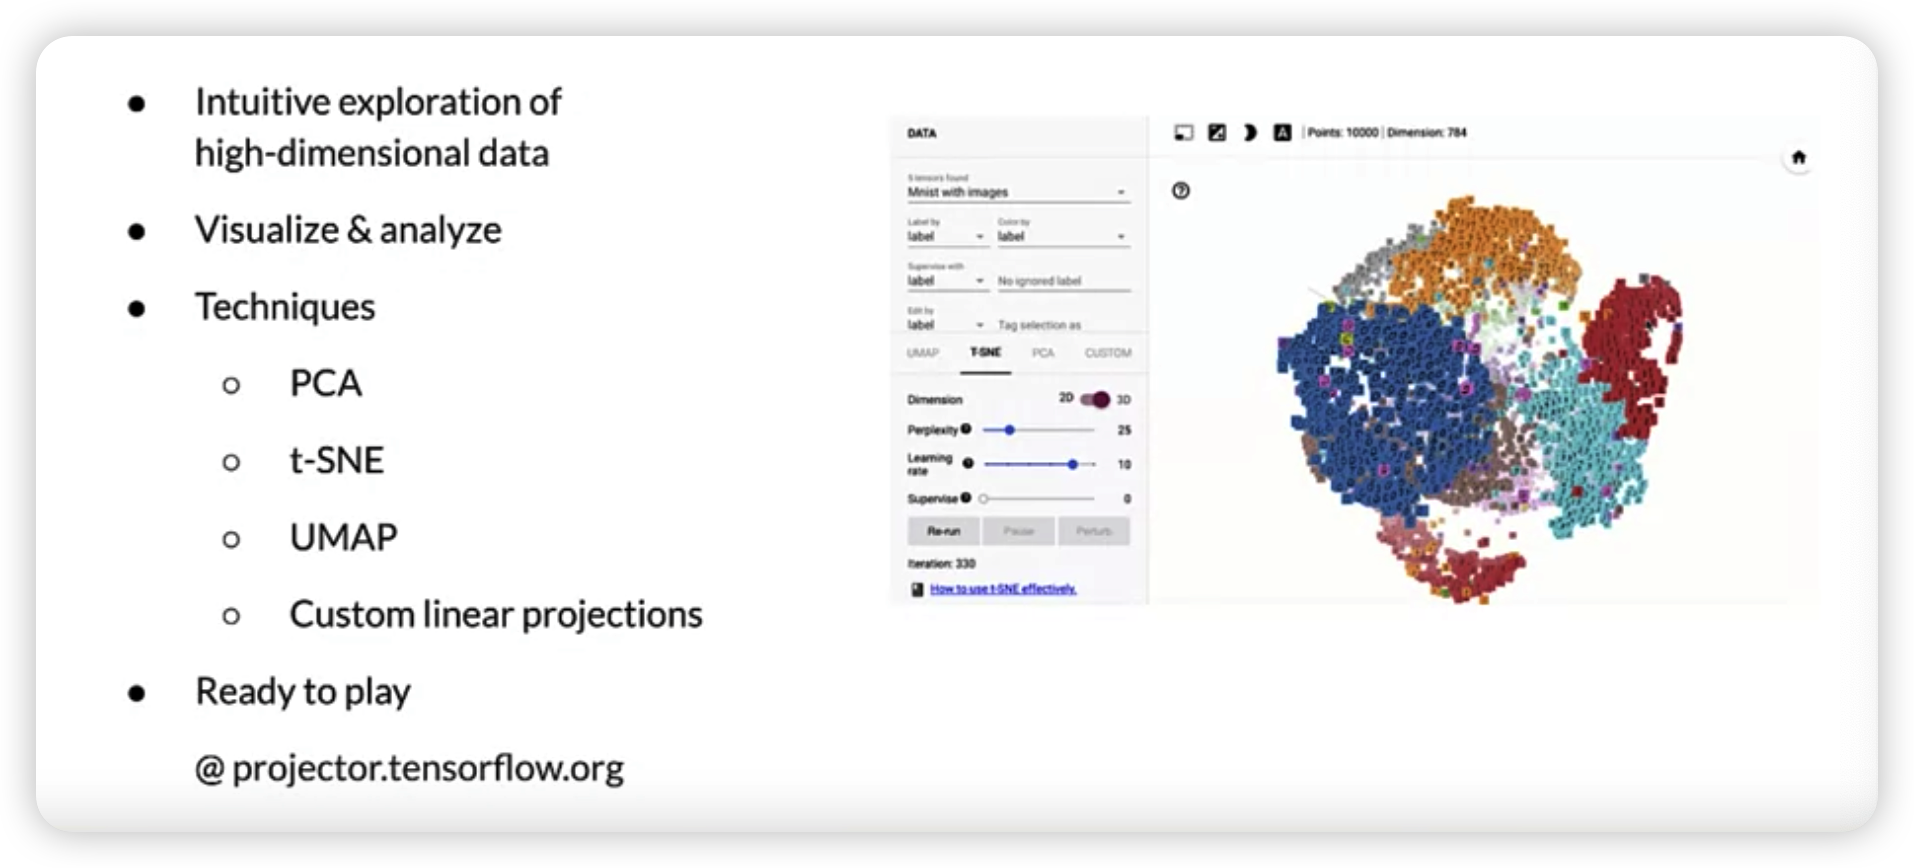 Intuitive exploration of
high-dimensional data
Visualize & analyze
Techniques
PCA
t-SNE
UMAP
Custom linear projections
Ready to play
@ projector.tensorflow.org
DATA
5 tensors found
Mnist with images
Label by
Color by
label
label
Supervise with
label
No ignored label
Edit by
label
Tag selection as
UMAP
T-SNE
PCA
CUSTOM
Dimension
2D
3D
Perplexity
25
Learning
rate
10
Supervise
0
Re-run
Pause
Perturb
Iteration: 330
How to use t-SNE effectively.
A
Points: 10000 | Dimension: 784